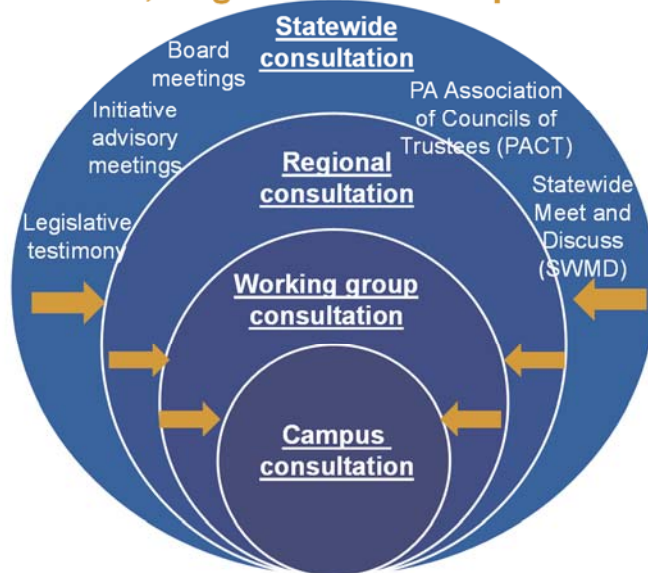 Statewide
consultation
Board
meetings
Initiative
advisory
meetings
Legislative
testimony
PA Association
of Councils of
Trustees (PACT)
Statewide
Meet and
Discuss
(SWMD)
Regional
consultation
Working group
consultation
Campus
consultation